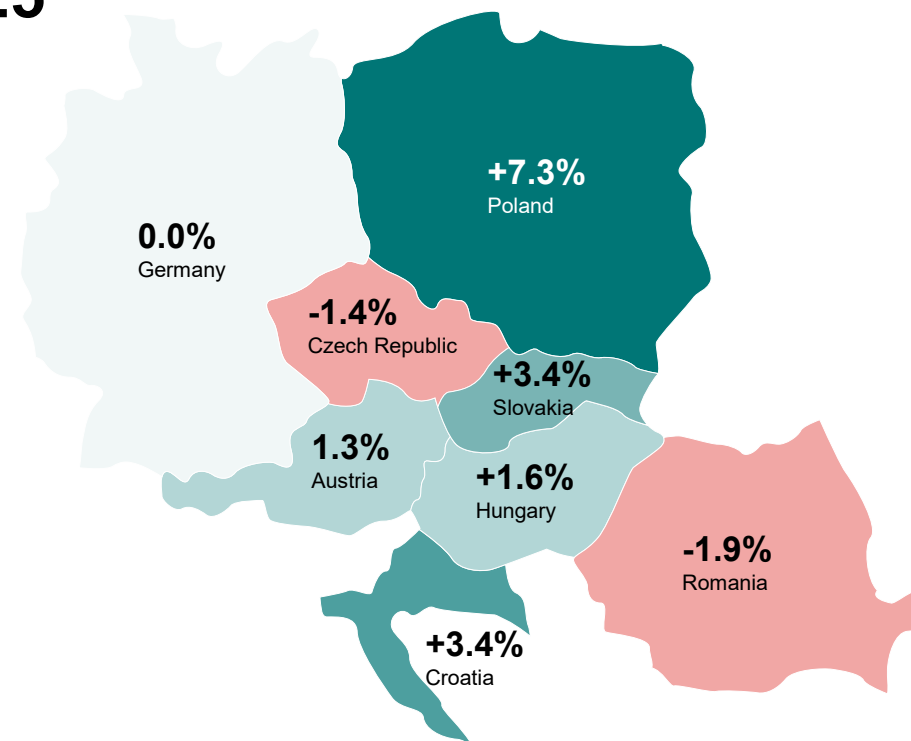 +7.3%
Poland
0.0%
Germany
-1.4%
Czech Republic
+3.4%
Slovakia
1.3%
Austria
+1.6%
Hungary
-1.9%
Romania
+3.4%
Croatia